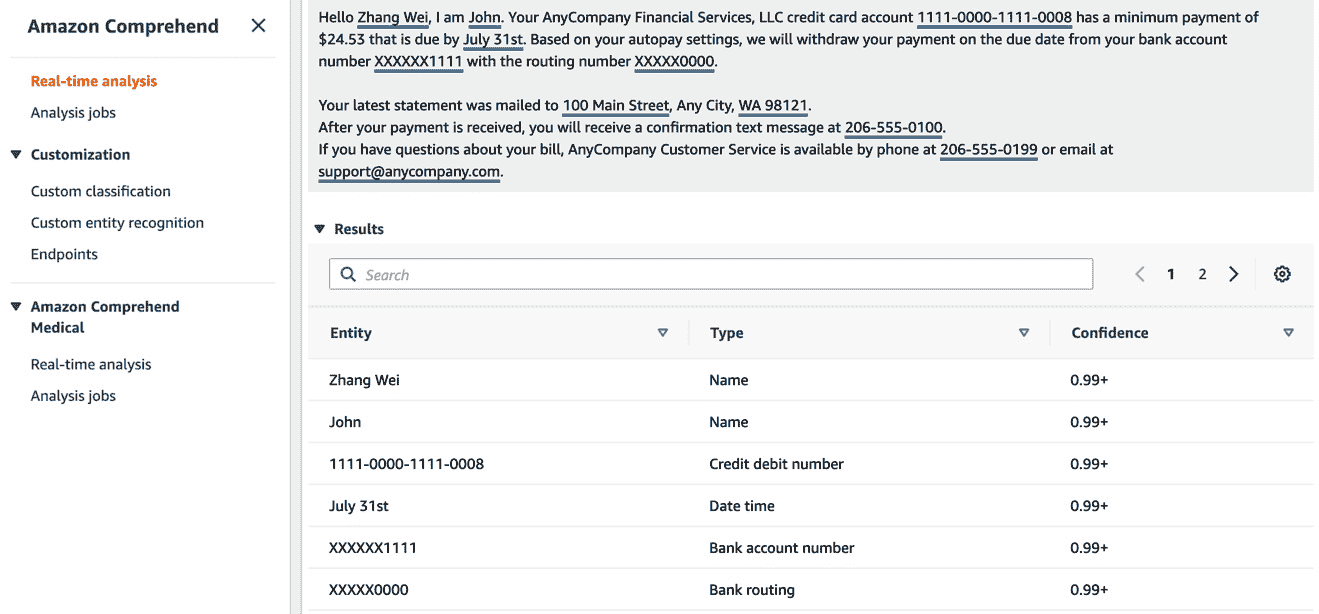 Amazon Comprehend
Real-time analysis
Analysis jobs
Customization
Custom classification
Custom entity recognition
Endpoints
Amazon Comprehend
Medical
Real-time analysis
Analysis jobs
Hello Zhang Wei, I am John. Your AnyCompany Financial Services, LLC credit card account 1111-0000-1111-0008 has a minimum payment of
$24.53 that is due by July 31st. Based on your autopay settings, we will withdraw your payment on the due date from your bank account
number XXXXXX1111 with the routing number XXXXX0000.
Your latest statement was mailed to 100 Main Street, Any City, WA 98121.
After your payment is received, you will receive a confirmation text message at 206-555-0100.
If you have questions about your bill, AnyCompany Customer Service is available by phone at 206-555-0199 or email at
support@anycompany.com.
Results
Search
1 2
Entity Type Confidence
Zhang Wei Name 0.99+
John Name 0.99+
1111-0000-1111-0008 Credit debit number 0.99+
July 31st Date time 0.99+
XXXXXX1111 Bank account number 0.99+
XXXXX0000 Bank routing 0.99+